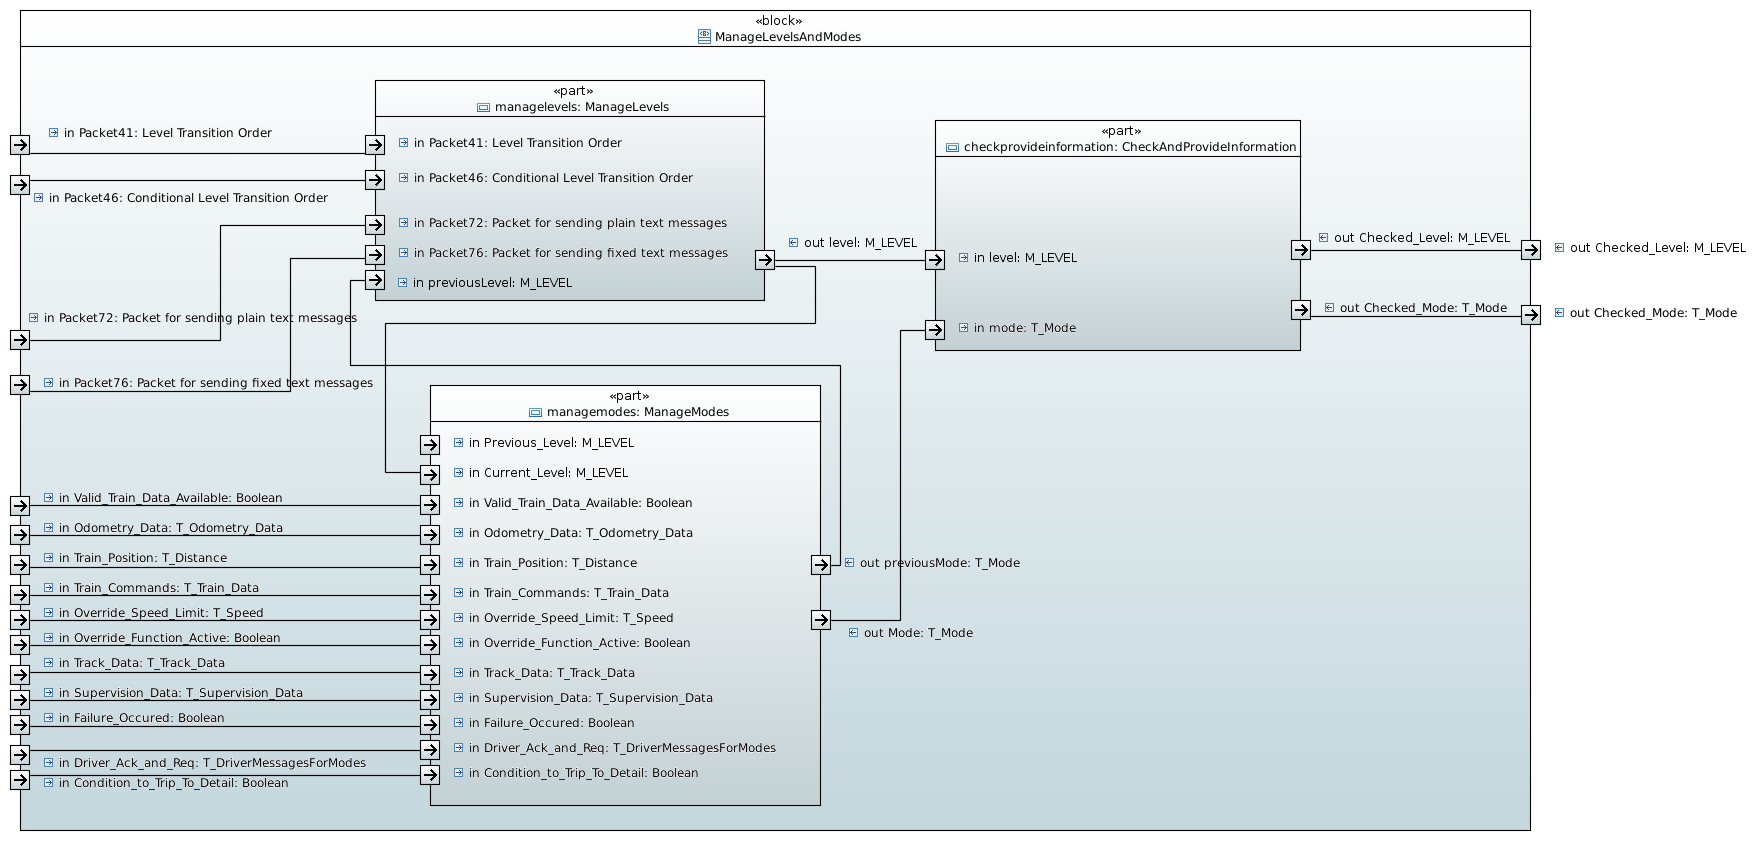 «block»
ManageLevelsAndModes
«part»
managelevels: ManageLevels
in Packet41: Level Transition Order
in Packet46: Conditional Level Transition Order
in Packet72: Packet for sending plain text messages
in Packet76: Packet for sending fixed text messages
in Packet41: Level Transition Order
in Packet46: Conditional Level Transition Order
in Packet72: Packet for sending plain text messages
in Packet76: Packet for sending fixed text messages
in previousLevel: M_LEVEL
out level: M_LEVEL
«part»
checkprovideinformation: CheckAndProvideInformation
in level: M_LEVEL
in mode: T_Mode
out Checked_Level: M_LEVEL
out Checked_Mode: T_Mode
out Checked_Level: M_LEVEL
out Checked_Mode: T_Mode
«part»
managemodes: ManageModes
in Previous_Level: M_LEVEL
in Current_Level: M_LEVEL
in Valid_Train_Data_Available: Boolean
in Odometry_Data: T_Odometry_Data
in Train_Position: T_Distance
in Train_Commands: T_Train_Data
in Override_Speed_Limit: T_Speed
in Override_Function_Active: Boolean
in Track_Data: T_Track_Data
in Supervision_Data: T_Supervision_Data
in Failure_Occured: Boolean
in Driver_Ack_and_Req: T_DriverMessagesForModes
in Condition_to_Trip_To_Detail: Boolean
in Valid_Train_Data_Available: Boolean
in Odometry_Data: T_Odometry_Data
in Train_Position: T_Distance
in Train_Commands: T_Train_Data
in Override_Speed_Limit: T_Speed
in Override_Function_Active: Boolean
in Track_Data: T_Track_Data
in Supervision_Data: T_Supervision_Data
in Failure_Occured: Boolean
in Driver_Ack_and_Req: T_DriverMessagesForModes
in Condition_to_Trip_To_Detail: Boolean
out previousMode: T_Mode
out Mode: T_Mode